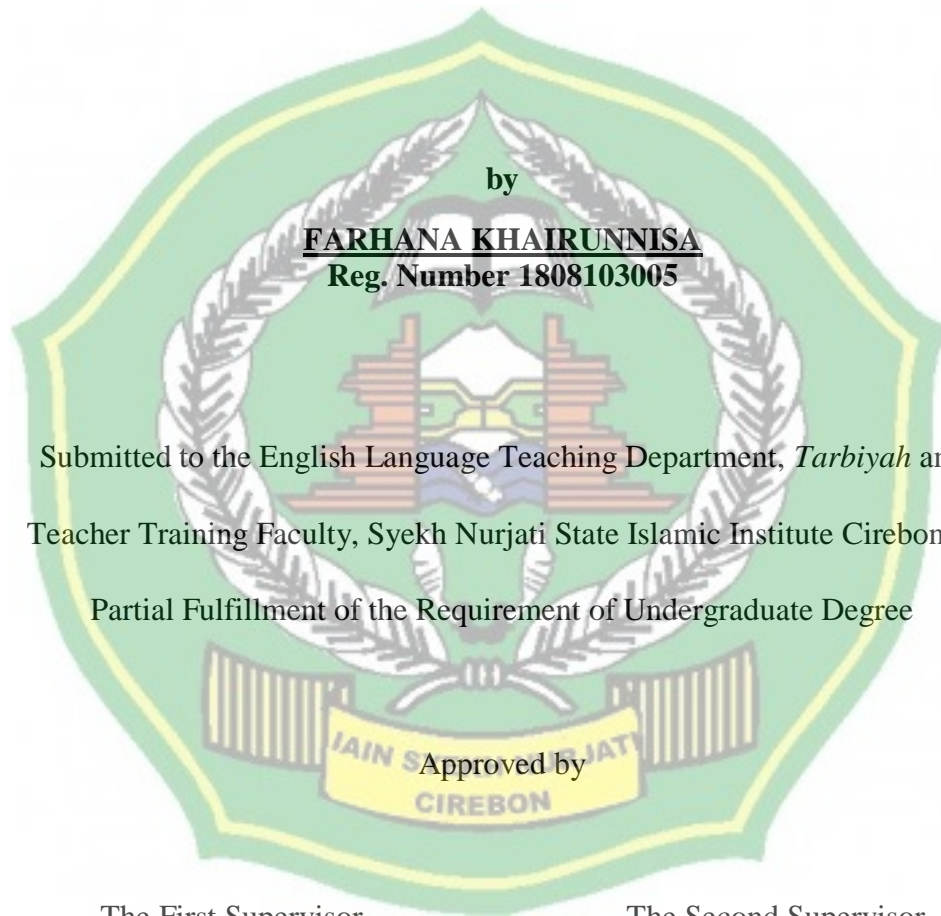 by
FARHANA KHAIRUNNISA
Reg. Number 1808103005
Submitted to the English Language Teaching Department, Tarbiyah an
Teacher Training Faculty, Syekh Nurjati State Islamic Institute Cirebon
Partial Fulfillment of the Requirement of Undergraduate Degree
Approved by
IAIN SYEKH NURJATI
CIREBON
The First Supervisor
The Second Supervisor